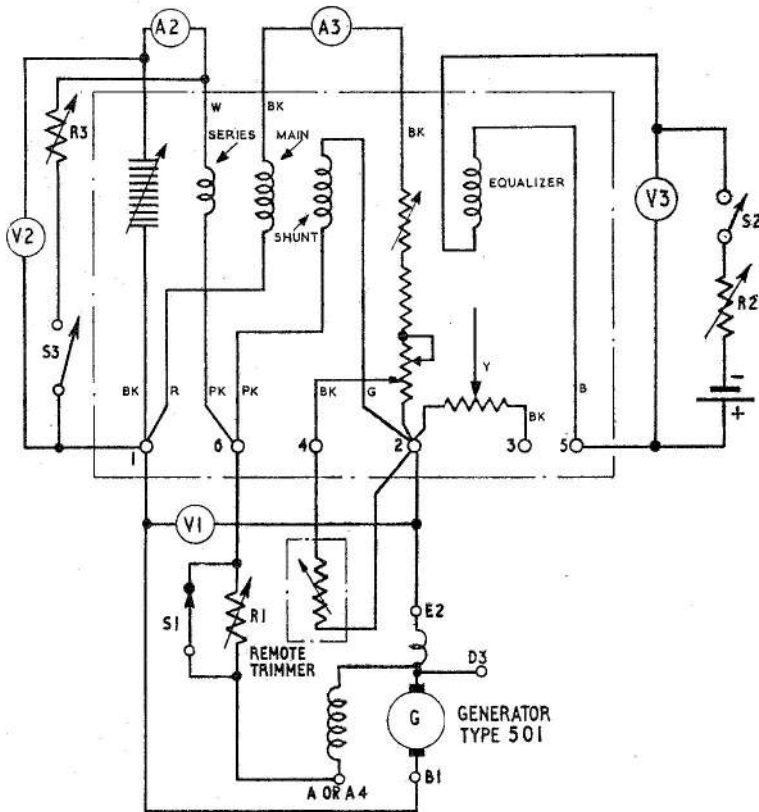 A2
A3
W
BK
R3
SERIES
MAIN
BK
EQUALIZER
V3
S2
V2
SHUNT
R2
S3
Y
BK
R
PK
PK
BK
G
B
BK
-
+
1
6
4
2
3
5
V1
S1
R1
E2
REMOTE
TRIMMER
D3
G
GENERATOR
TYPE 501
A OR A4
B1